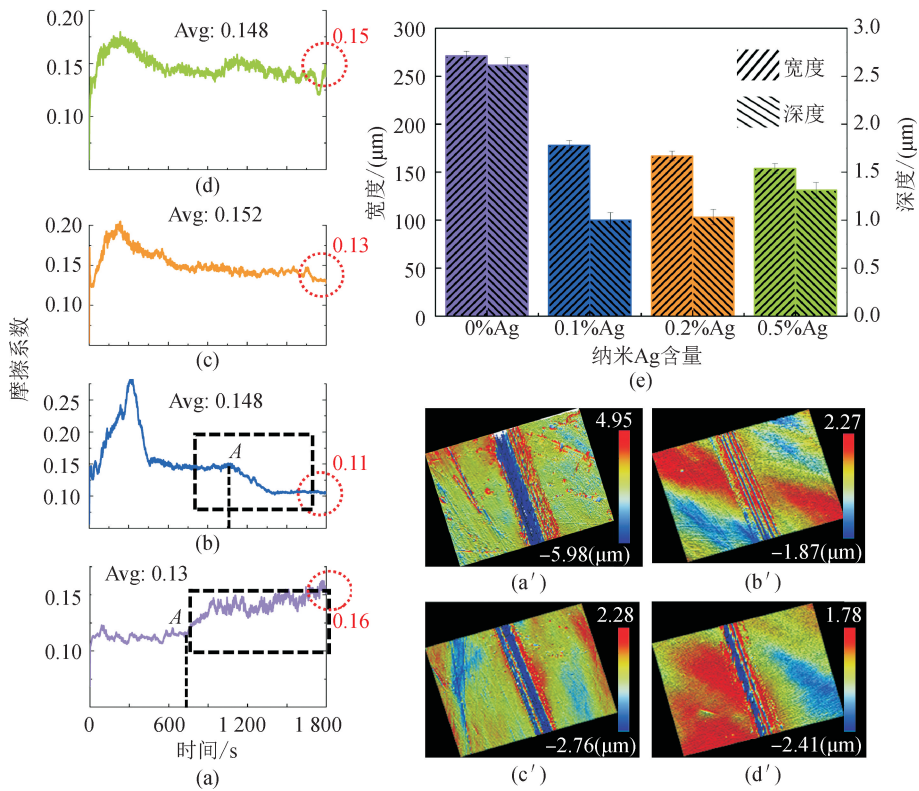 摩擦系数
0.20
0.15
0.10
Avg: 0.148
0.15
(d)
0.20
0.15
0.10
Avg: 0.152
0.13
(c)
0.25
0.20
0.15
0.10
Avg: 0.148
A
0.11
(b)
0.15
0.10
Avg: 0.13
A
0.16
0 600 1200 1 800
时间/s
(a)
宽度/(μm)
300
250
200
150
100
50
0
宽度
深度
3.0
2.5
2.0
1.5
1.0
0.5
0.0
深度/(μm)
0%Ag 0.1%Ag 0.2%Ag 0.5%Ag
纳米Ag含量
(e)
4.95
−5.98(μm)
(a′)
2.27
−1.87(μm)
(b′)
2.28
−2.76(μm)
(c′)
1.78
−2.41(μm)
(d′)